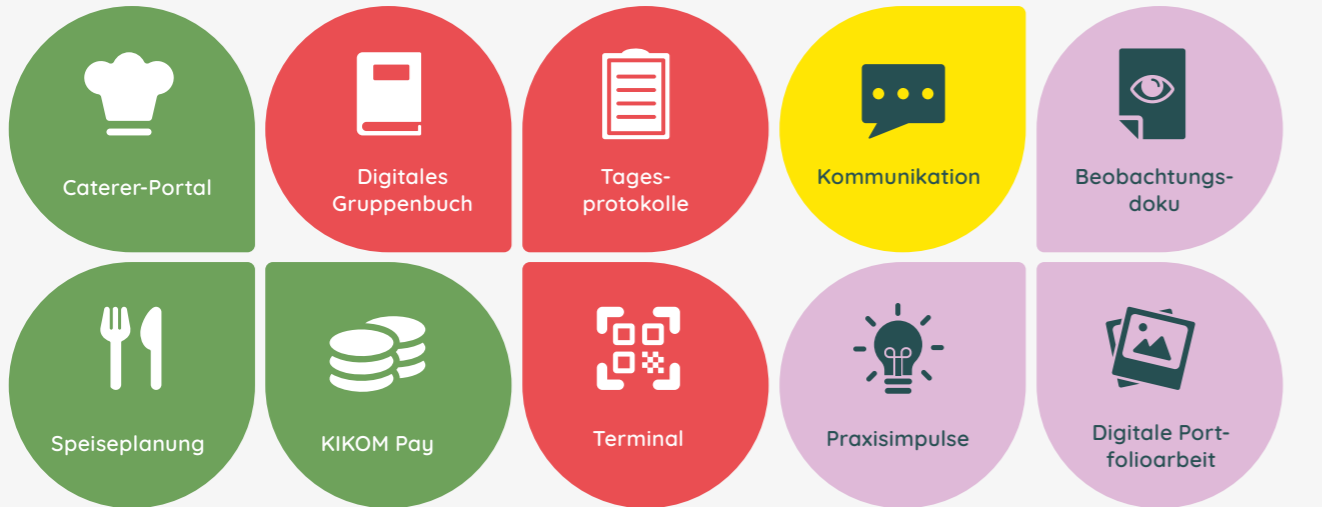 Caterer-Portal
Digitales
Gruppenbuch
Tages-
protokolle
Kommunikation
Beobachtungs-
doku
Speiseplanung
KIKOM Pay
Terminal
Praxisimpulse
Digitale Port-
folioarbeit